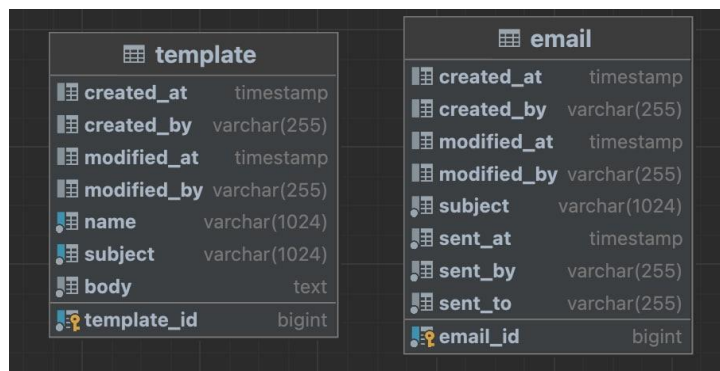 template
created_at timestamp
created_by varchar(255)
modified_at timestamp
modified_by varchar(255)
name varchar(1024)
subject varchar(1024)
body text
template_id bigint
email
created_at timestamp
created_by varchar(255)
modified_at timestamp
modified_by varchar(255)
subject varchar(1024)
sent_at timestamp
sent_by varchar(255)
sent_to varchar(255)
email_id bigint